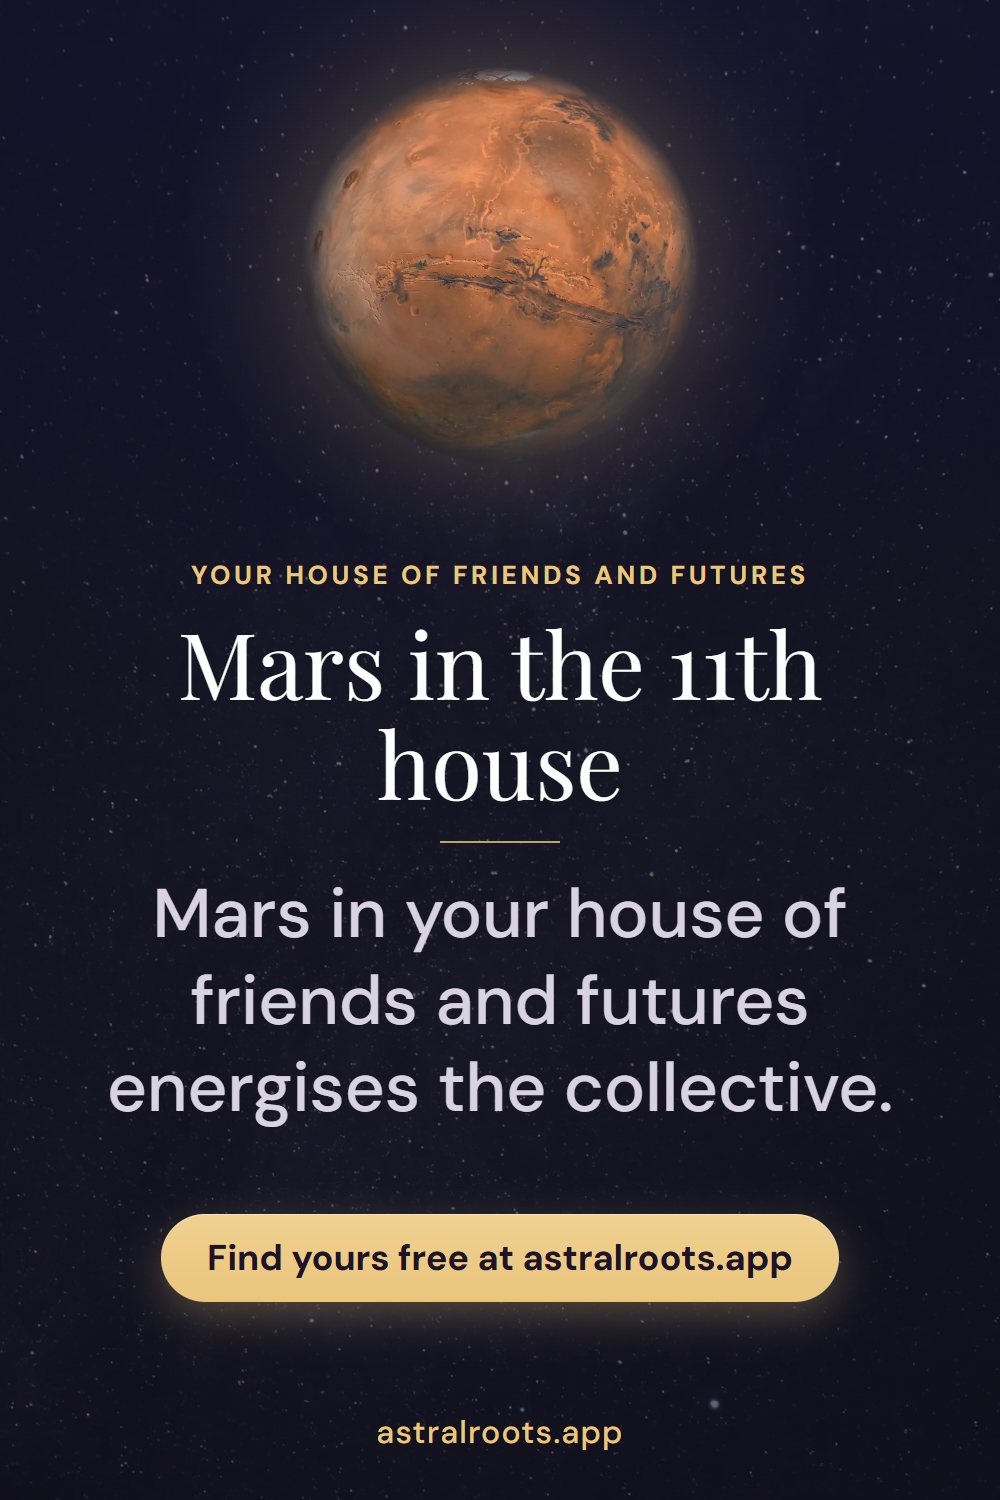 YOUR HOUSE OF FRIENDS AND FUTURES
Mars in the 11th
house
Mars in your house of
friends and futures
energises the collective.
Find yours free at astralroots.app
astralroots.app